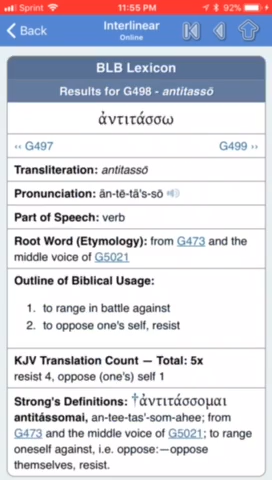 Sprint 11:55 PM 92%
Back Interlinear
Online
BLB Lexicon
Results for G498 - antitassō
ἀντιτάσσω
‹‹ G497 G499 ››
Transliteration: antitassō
Pronunciation: än-tē-tä's-sō
Part of Speech: verb
Root Word (Etymology): from G473 and the
middle voice of G5021
Outline of Biblical Usage:
1. to range in battle against
2. to oppose one's self, resist
KJV Translation Count — Total: 5x
resist 4, oppose (one's) self 1
Strong's Definitions: †ἀντιτάσσομαι
antitássomai, an-tee-tas'-som-ahee; from
G473 and the middle voice of G5021; to range
oneself against, i.e. oppose:—oppose
themselves, resist.